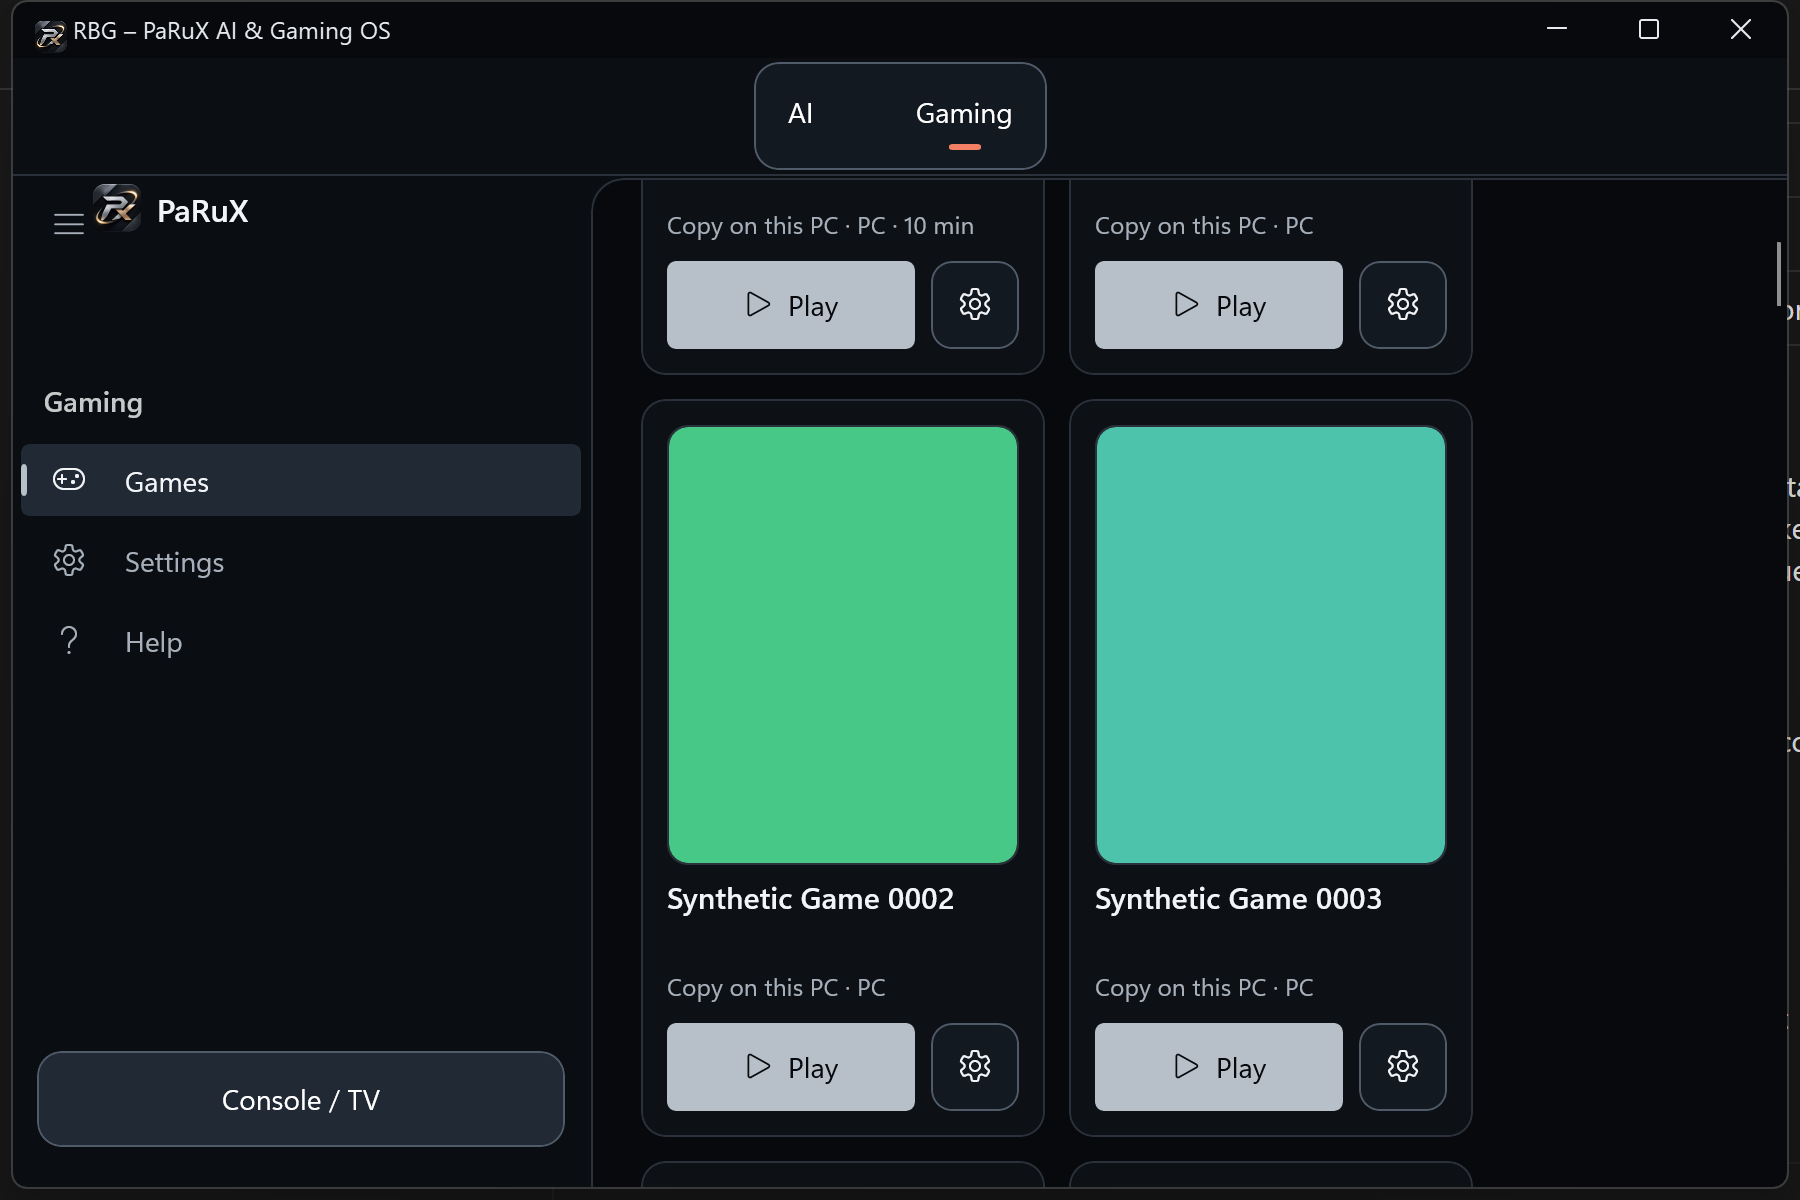 RBG – PaRuX AI & Gaming OS
AI
Gaming
PaRuX
Gaming
Games
Settings
Help
Console / TV
Copy on this PC · PC · 10 min
Copy on this PC · PC
Play
Play
Synthetic Game 0002
Synthetic Game 0003
Copy on this PC · PC
Copy on this PC · PC
Play
Play